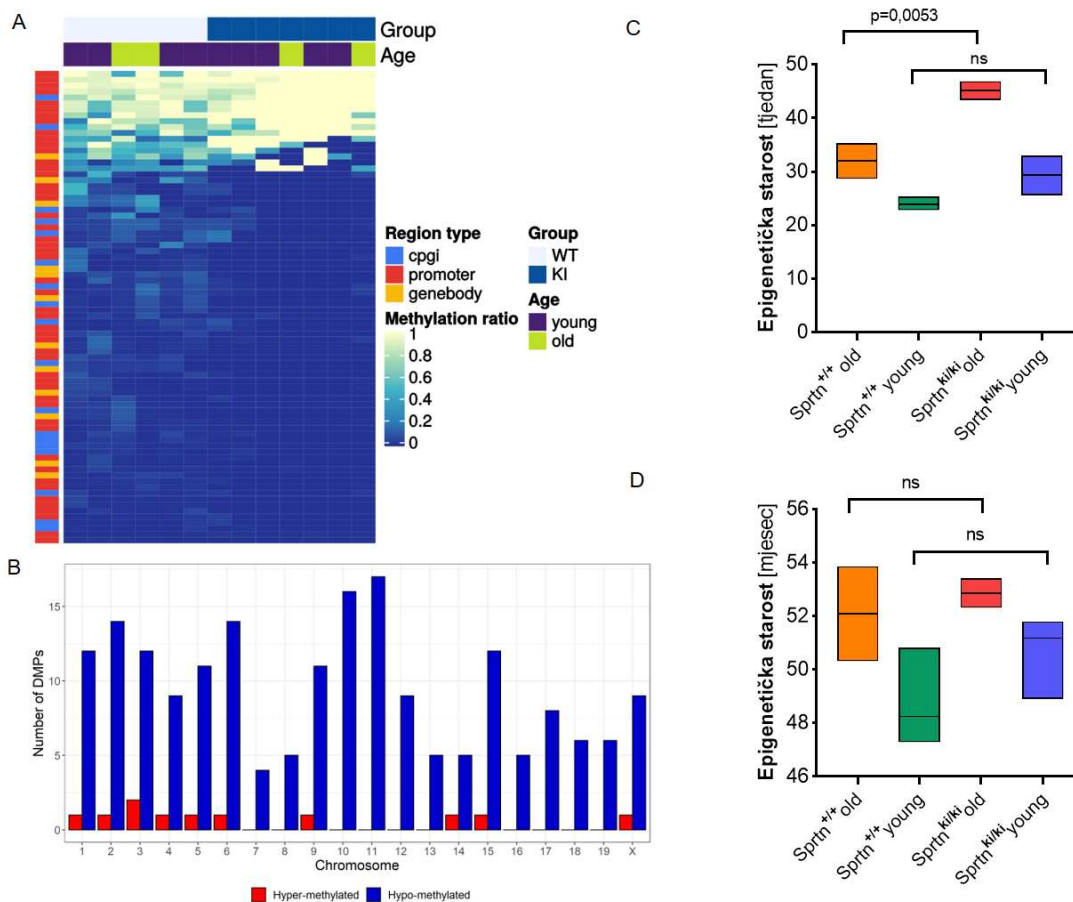 A
Group
Age
Region type
cpgi
promoter
genebody
Methylation ratio
1
0.8
0.6
0.4
0.2
0
Group
WT
KI
Age
young
old
B
Number of DMPs
15
10
5
0
1 2 3 4 5 6 7 8 9 10 11 12 13 14 15 16 17 18 19 X
Chromosome
Hyper-methylated Hypo-methylated
C
p=0,0053
ns
Epigenetička starost [tjedan]
50
40
30
20
10
0
Sprtn+/+ old
Sprtn+/+ young
Sprtnki/ki old
Sprtnki/ki young
D
ns
ns
Epigenetička starost [mjesec]
56
54
52
50
48
46
Sprtn+/+ old
Sprtn+/+ young
Sprtnki/ki old
Sprtnki/ki young